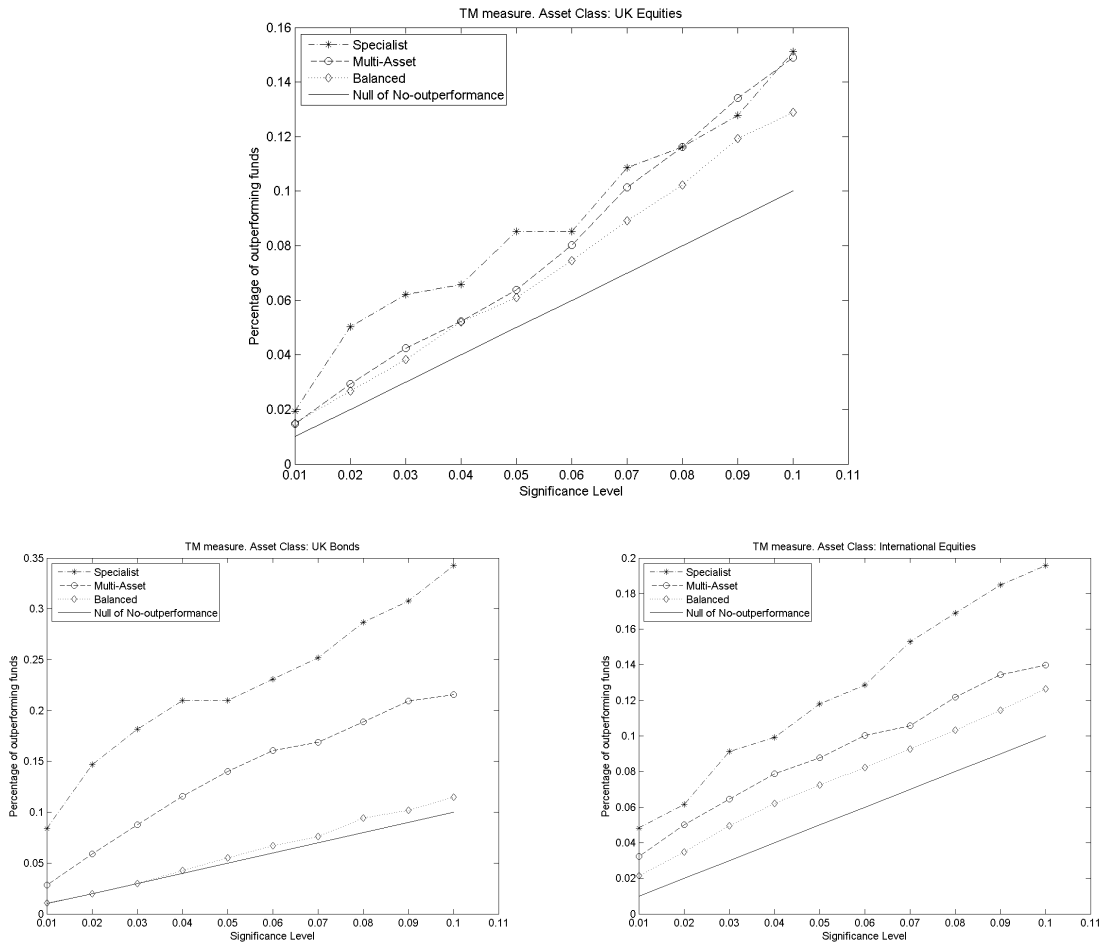 TM measure. Asset Class: UK Equities
0.16
0.14
0.12
0.1
0.08
0.06
0.04
0.02
0
Percentage of outperforming funds
Specialist
Multi-Asset
Balanced
Null of No-outperformance
0.01 0.02 0.03 0.04 0.05 0.06 0.07 0.08 0.09 0.1 0.11
Significance Level
TM measure. Asset Class: UK Bonds
0.35
0.3
0.25
0.2
0.15
0.1
0.05
0
Percentage of outperforming funds
Specialist
Multi-Asset
Balanced
Null of No-outperformance
0.01 0.02 0.03 0.04 0.05 0.06 0.07 0.08 0.09 0.1 0.11
Significance Level
TM measure. Asset Class: International Equities
0.2
0.18
0.16
0.14
0.12
0.1
0.08
0.06
0.04
0.02
0
Percentage of outperforming funds
Specialist
Multi-Asset
Balanced
Null of No-outperformance
0.01 0.02 0.03 0.04 0.05 0.06 0.07 0.08 0.09 0.1 0.11
Significance Level